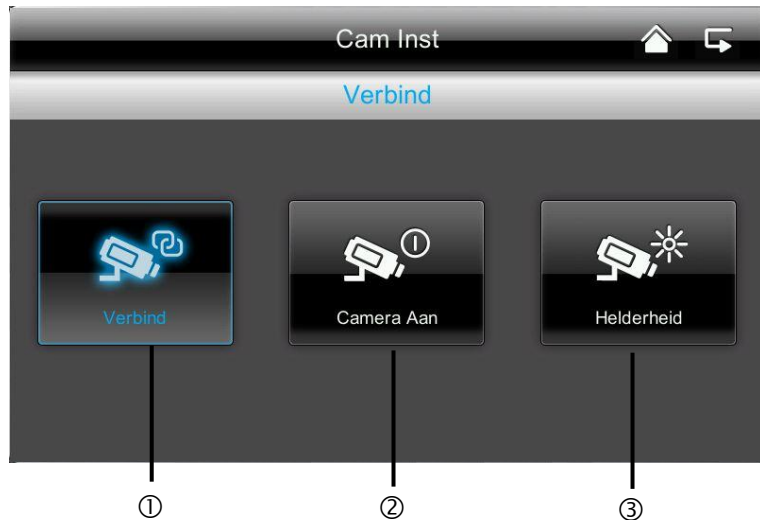 Cam Inst
Verbind
Verbind
Camera Aan
Helderheid
① ② ③